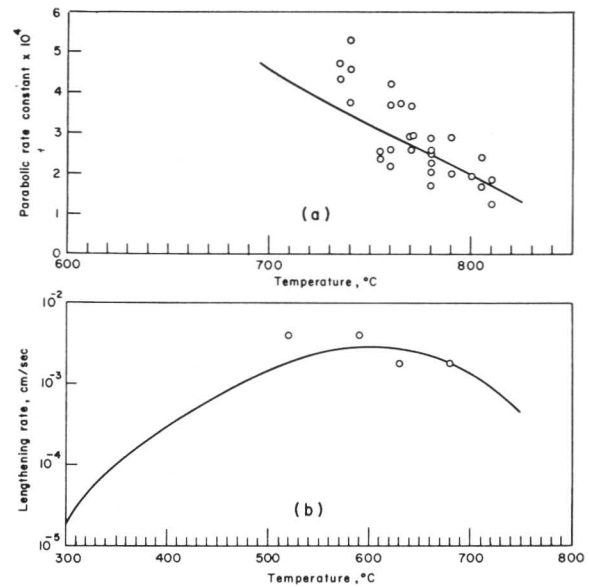 6
5
4
3
2
1
0
Parabolic rate constant x 10⁴
(a)
600 700 800
Temperature, °C
10⁻²
10⁻³
10⁻⁴
10⁻⁵
Lengthening rate, cm/sec
(b)
300 400 500 600 700 800
Temperature, °C